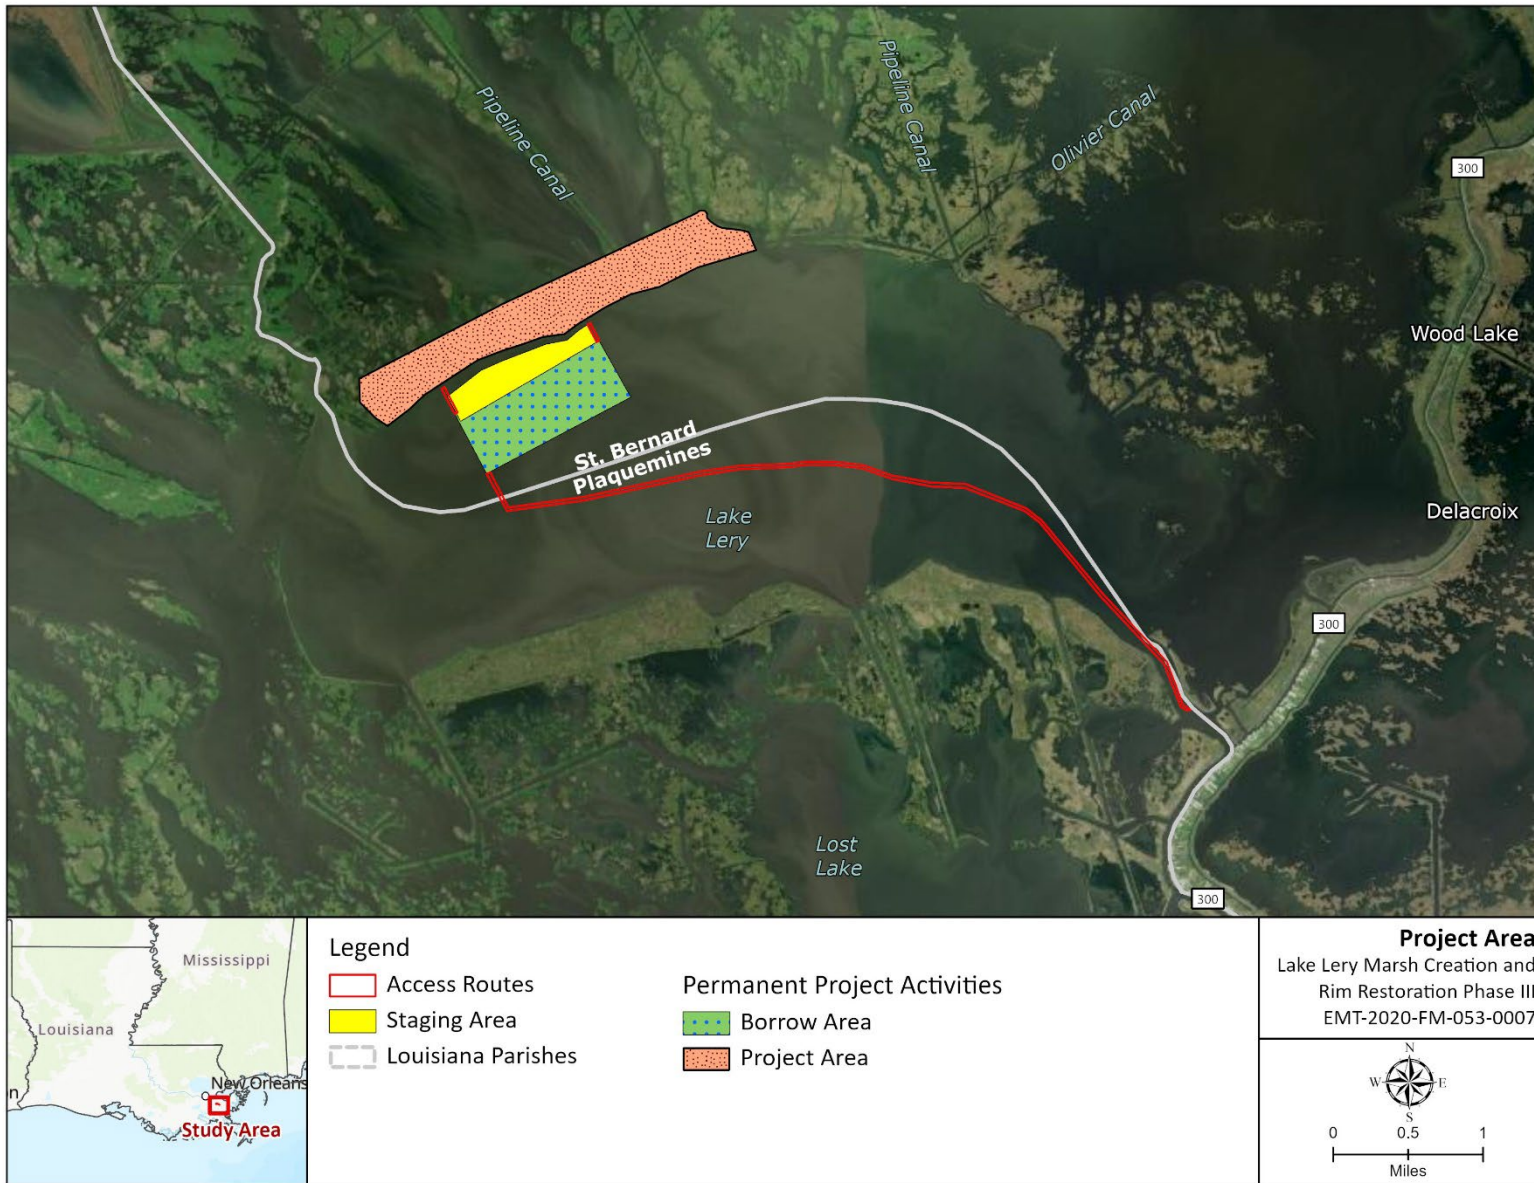 Pipeline Canal
Pipeline Canal
Olivier Canal
300
Wood Lake
St. Bernard
Plaquemines
Delacroix
Lake
Lery
300
Lost
Lake
300
Mississippi
Louisiana
New Orleans
n
Study Area
Legend
Access Routes
Staging Area
Louisiana Parishes
Permanent Project Activities
Borrow Area
Project Area
Project Area
Lake Lery Marsh Creation and
Rim Restoration Phase III
EMT-2020-FM-053-0007
N
W E
S
0 0.5 1
Miles